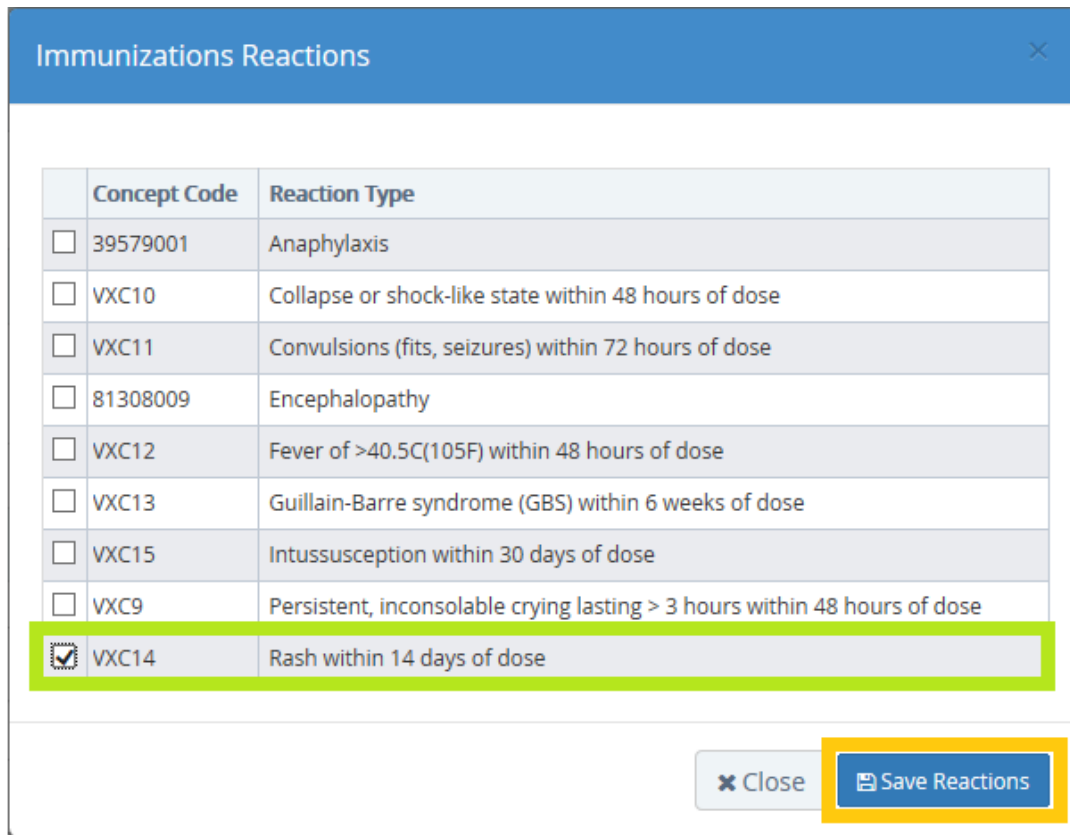 Immunizations Reactions
Concept Code Reaction Type
39579001 Anaphylaxis
VXC10 Collapse or shock-like state within 48 hours of dose
VXC11 Convulsions (fits, seizures) within 72 hours of dose
81308009 Encephalopathy
VXC12 Fever of >40.5C(105F) within 48 hours of dose
VXC13 Guillain-Barre syndrome (GBS) within 6 weeks of dose
VXC15 Intussusception within 30 days of dose
VXC9 Persistent, inconsolable crying lasting > 3 hours within 48 hours of dose
VXC14 Rash within 14 days of dose
Close Save Reactions